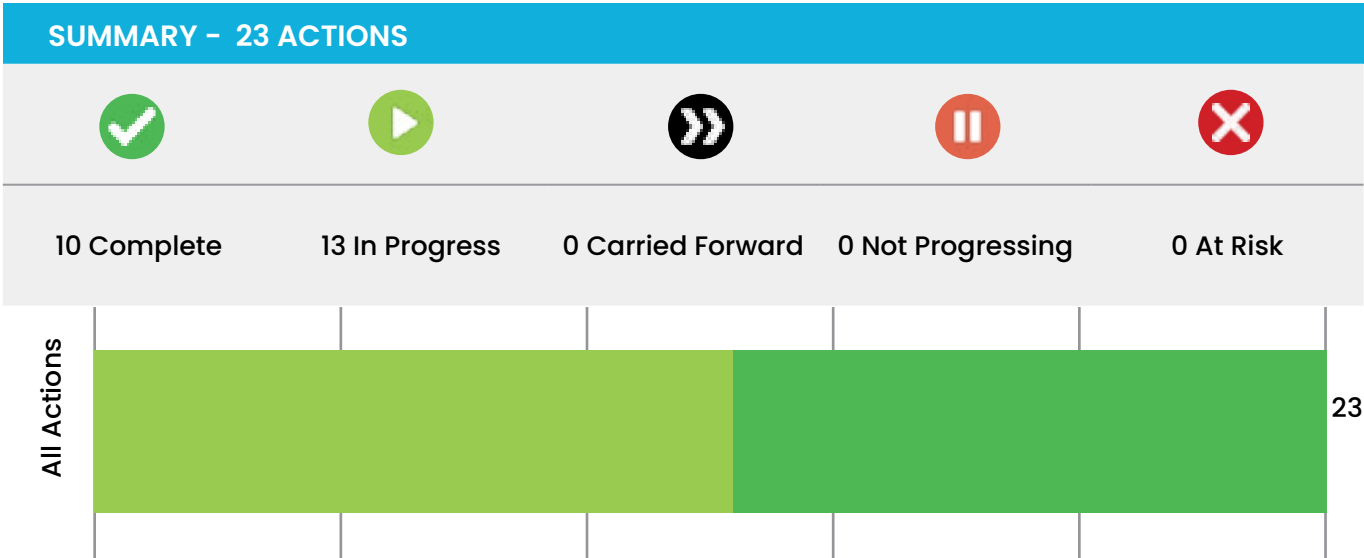 SUMMARY - 23 ACTIONS
10 Complete 13 In Progress 0 Carried Forward 0 Not Progressing 0 At Risk
All Actions
23